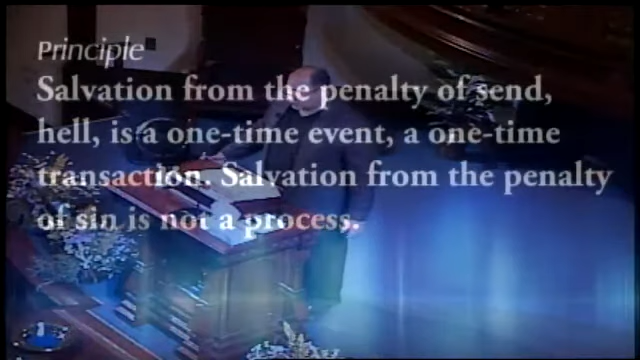 Principle
Salvation from the penalty of send,
hell, is a one-time event, a one-time
transaction. Salvation from the penalty
of sin is not a process.